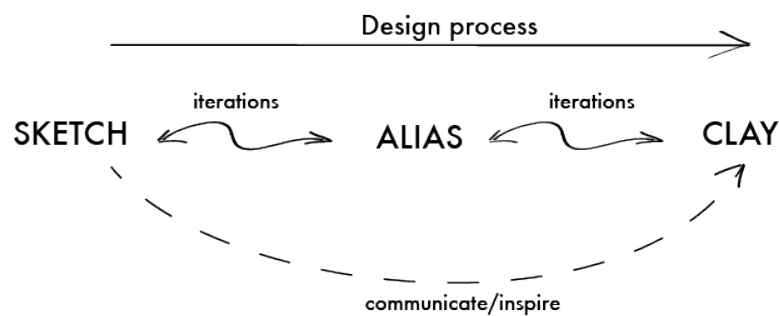 Design process
iterations
iterations
SKETCH
ALIAS
CLAY
communicate/inspire